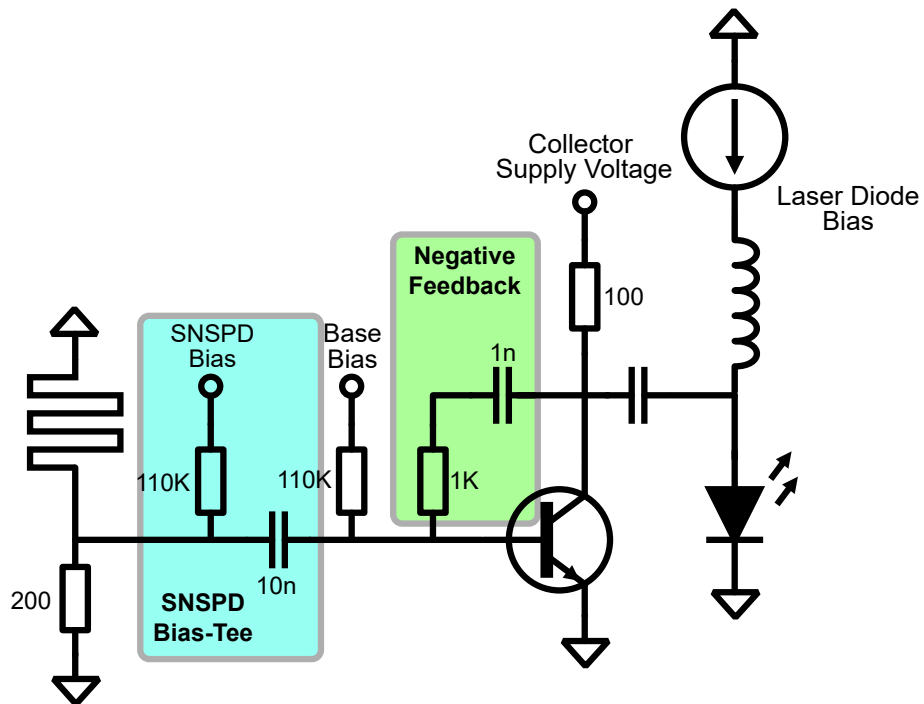 Collector
Supply Voltage
Laser Diode
Bias
Negative
Feedback
100
SNSPD
Bias
Base
Bias
1n
110K
110K
1K
10n
200
SNSPD
Bias-Tee